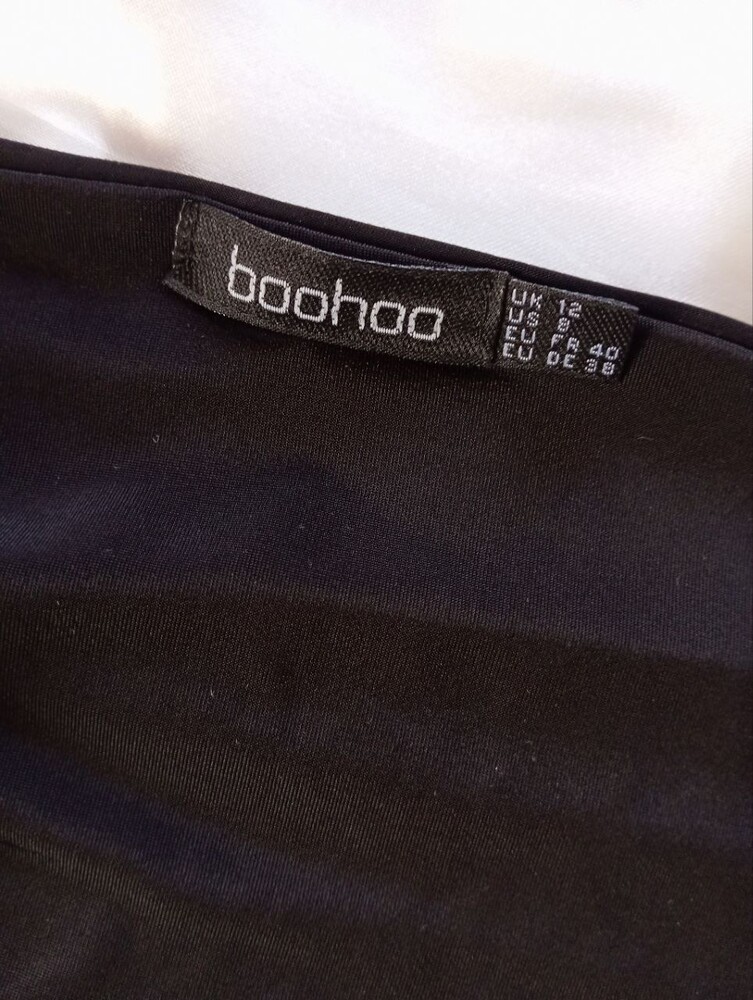 boohoo
UK 12
US 8
EU FR 40
EU DE 38